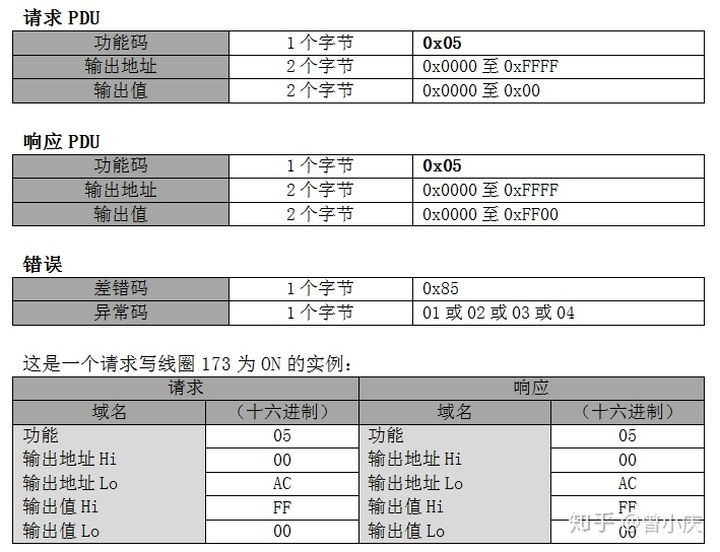 请求 PDU
功能码 1 个字节 0x05
输出地址 2 个字节 0x0000 至 0xFFFF
输出值 2 个字节 0x0000 至 0x00
响应 PDU
功能码 1 个字节 0x05
输出地址 2 个字节 0x0000 至 0xFFFF
输出值 2 个字节 0x0000 至 0xFF00
错误
差错码 1 个字节 0x85
异常码 1 个字节 01 或 02 或 03 或 04
这是一个请求写线圈 173 为 ON 的实例：
请求 响应
域名 （十六进制） 域名 （十六进制）
功能 05 功能 05
输出地址 Hi 00 输出地址 Hi 00
输出地址 Lo AC 输出地址 Lo AC
输出值 Hi FF 输出值 Hi FF
输出值 Lo 00 输出值 Lo 00
知乎 @曾小庆